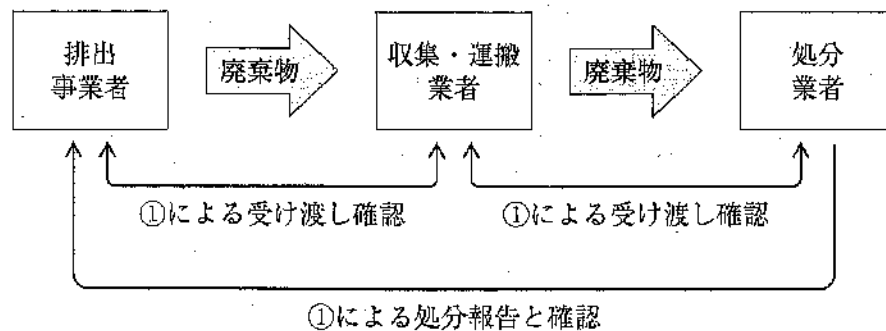 排出
事業者
廃棄物
収集・運搬
業者
廃棄物
処分
業者
①による受け渡し確認
①による受け渡し確認
①による処分報告と確認